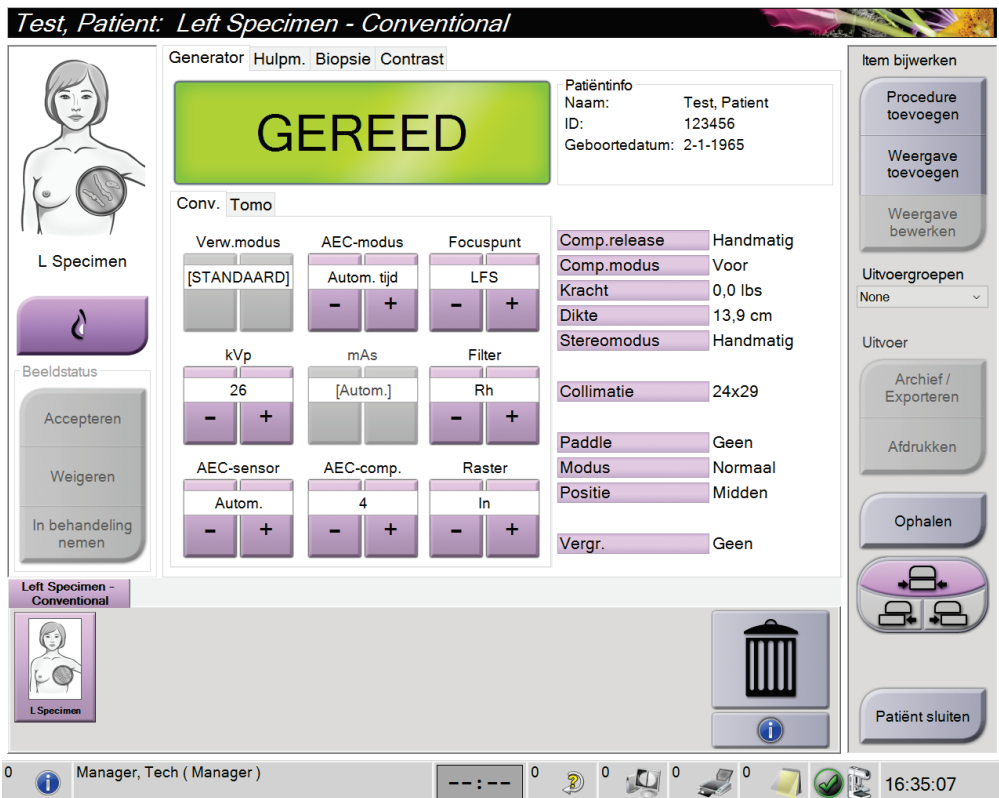 Test, Patient: Left Specimen - Conventional
L Specimen
Beeldstatus
Accepteren
Weigeren
In behandeling
nemen
Generator Hulpm. Biopsie Contrast
GEREED
Patiëntinfo
Naam: Test, Patient
ID: 123456
Geboortedatum: 2-1-1965
Conv. Tomo
Verw.modus AEC-modus Focuspunt
[STANDAARD] Autom. tijd LFS
- + - +
kVp mAs Filter
26 [Autom.] Rh
- + - +
AEC-sensor AEC-comp. Raster
Autom. 4 In
- + - + - +
Comp.release Handmatig
Comp.modus Voor
Kracht 0,0 lbs
Dikte 13,9 cm
Stereomodus Handmatig
Collimatie 24x29
Paddle Geen
Modus Normaal
Positie Midden
Vergr. Geen
Item bijwerken
Procedure
toevoegen
Weergave
toevoegen
Weergave
bewerken
Uitvoergroepen
None
Uitvoer
Archief /
Exporteren
Afdrukken
Ophalen
Patiënt sluiten
Left Specimen -
Conventional
L Specimen
i
0 i Manager, Tech ( Manager ) --:-- 0 ? 0 0 0 16:35:07